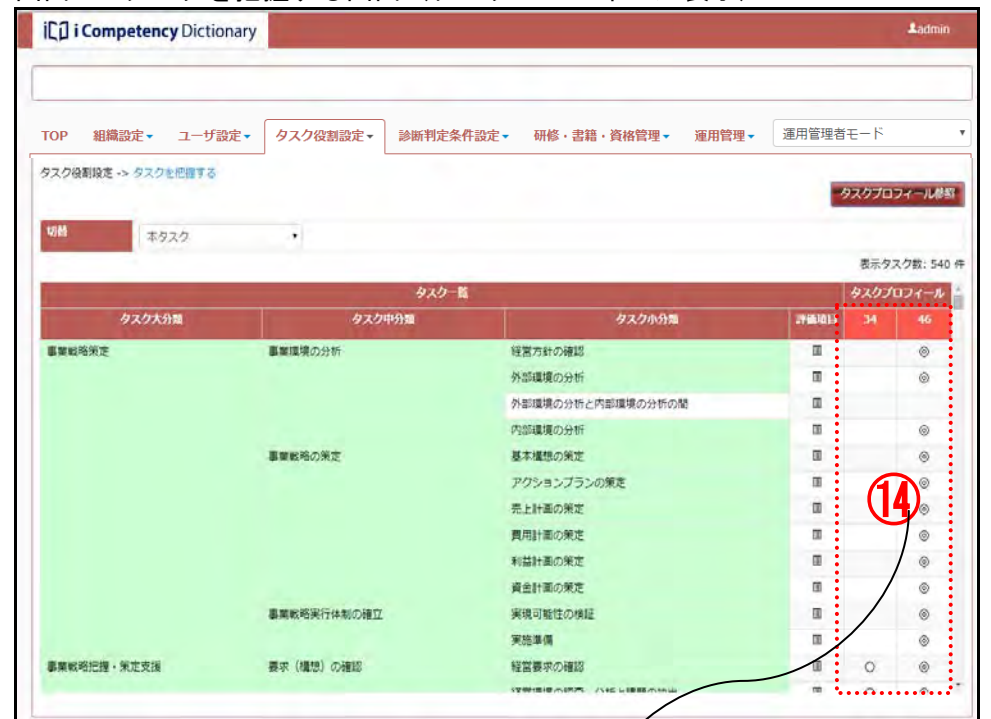 i Competency Dictionary
admin
TOP 組織設定 ユーザ設定 タスク役割設定 診断判定条件設定 研修・書籍・資格管理 運用管理 運用管理者モード
タスク役割設定 -> タスクを把握する
タスクプロフィール参照
切替 本タスク
表示タスク数: 540 件
タスク一覧 タスクプロフィール
タスク大分類 タスク中分類 タスク小分類 評価項目 34 46
事業戦略策定 事業環境の分析 経営方針の確認 ◎
外部環境の分析 ◎
外部環境の分析と内部環境の分析の間
内部環境の分析 ◎
事業戦略の策定 基本構想の策定 ◎
アクションプランの策定 ◎
⑭
売上計画の策定 ◎
費用計画の策定 ◎
利益計画の策定 ◎
資金計画の策定 ◎
事業戦略実行体制の確立 実現可能性の検証 ◎
実施準備 ◎
事業戦略把握・策定支援 要求（構想）の確認 経営要求の確認 ○ ◎